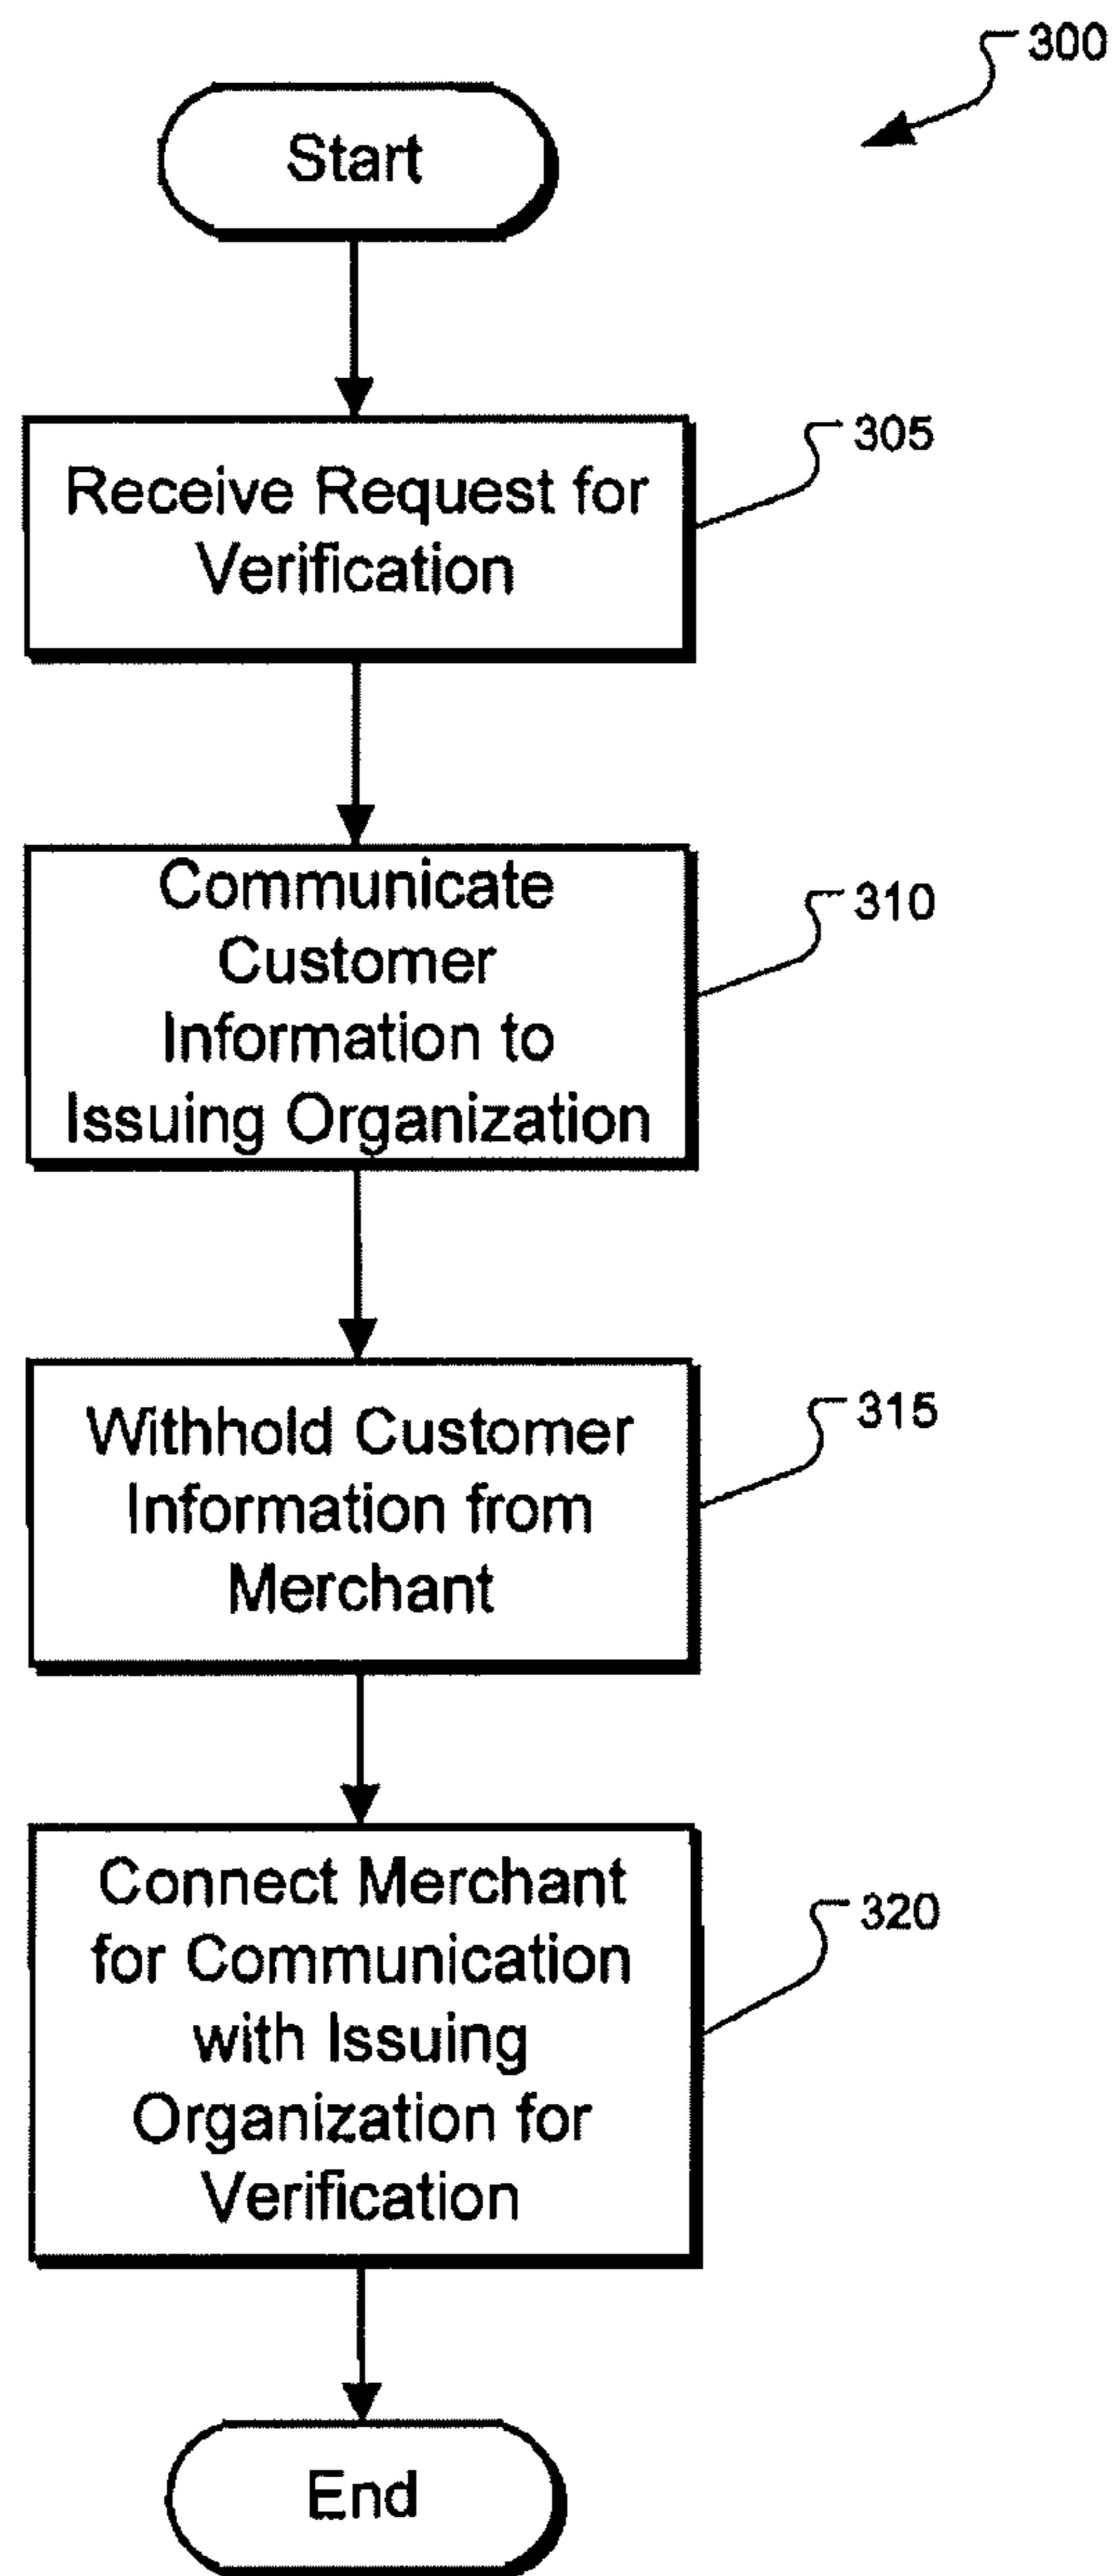 300
Start
305
Receive Request for
Verification
310
Communicate
Customer
Information to
Issuing Organization
315
Withhold Customer
Information from
Merchant
320
Connect Merchant
for Communication
with Issuing
Organization for
Verification
End